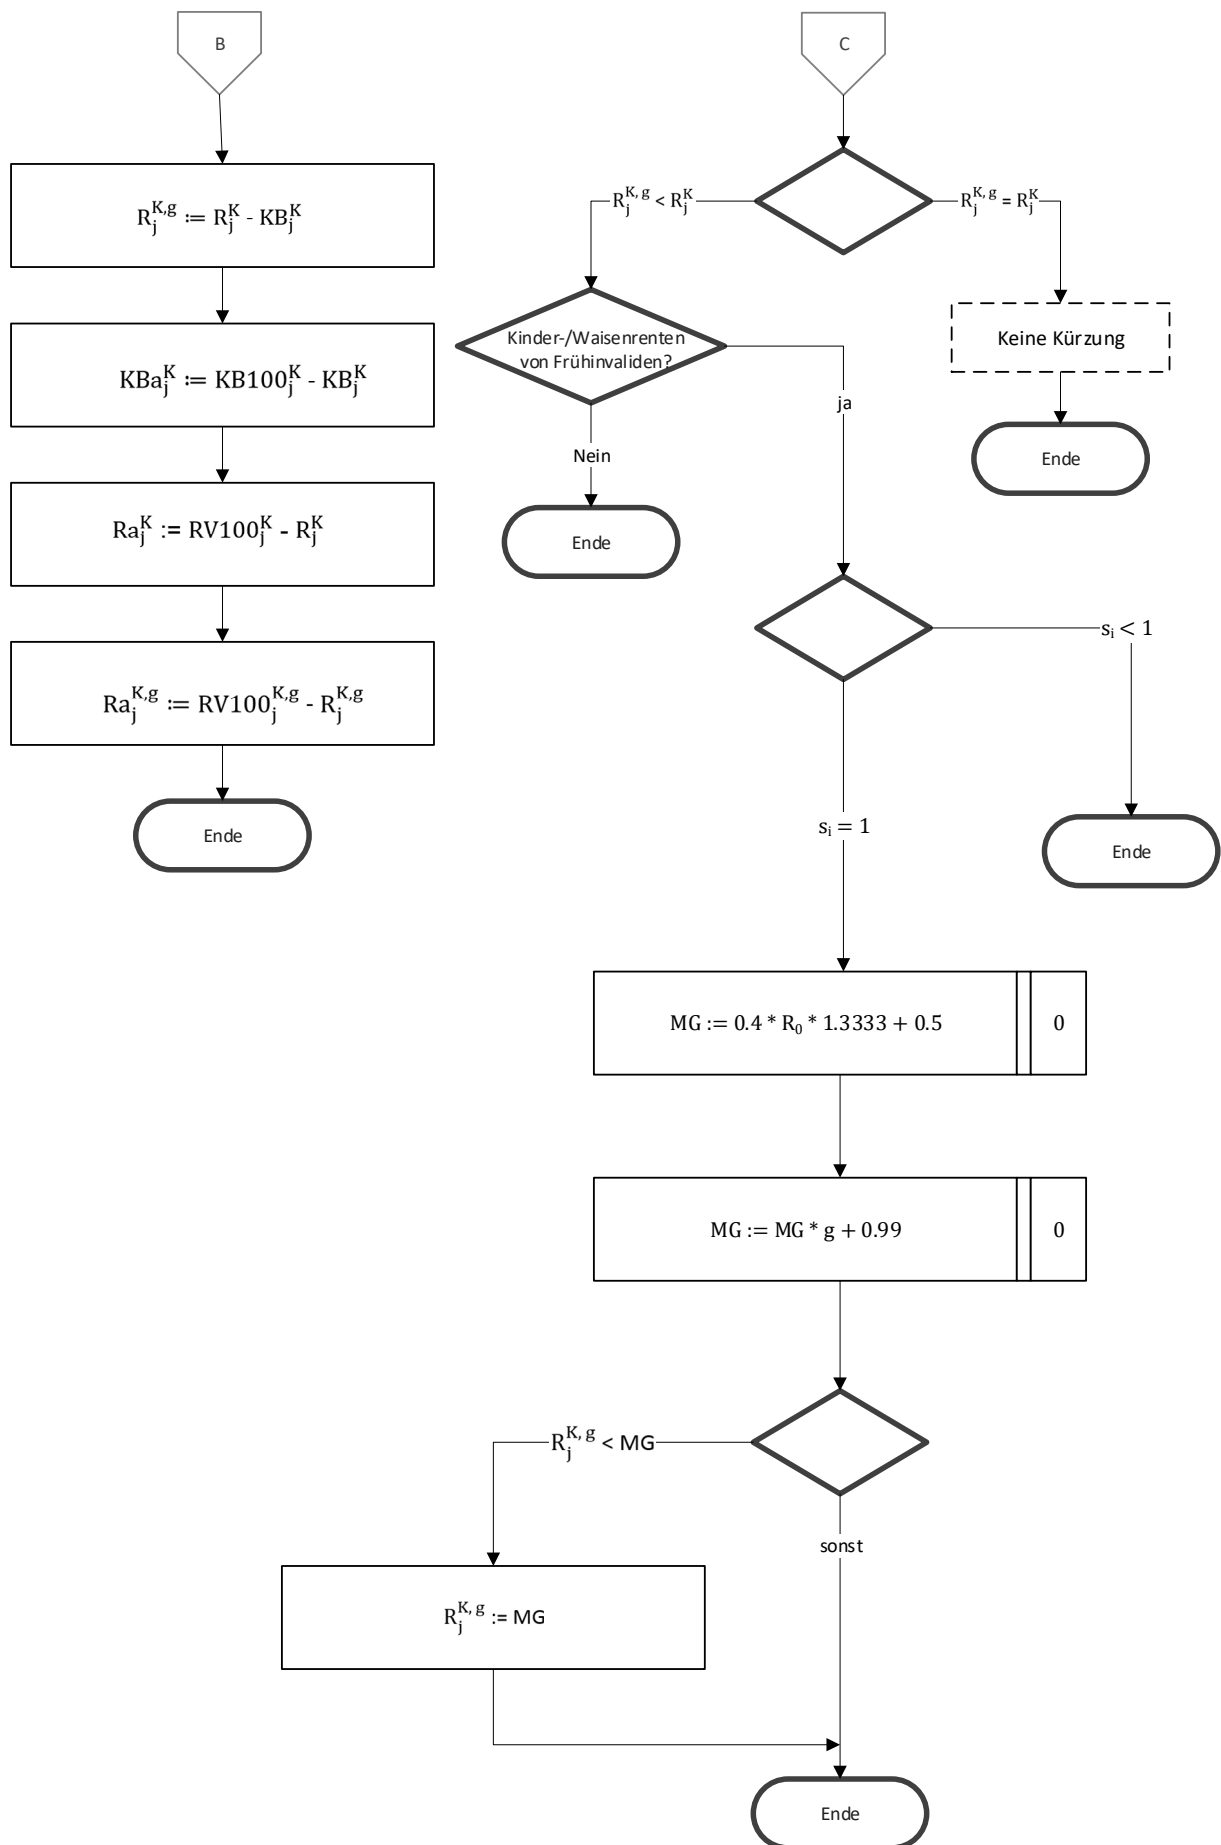 B
R_j^{K,g} := R_j^K - KB_j^K
KBa_j^K := KB100_j^K - KB_j^K
Ra_j^K := RV100_j^K - R_j^K
Ra_j^{K,g} := RV100_j^{K,g} - R_j^{K,g}
Ende
C
R_j^{K, g} < R_j^K
R_j^{K, g} = R_j^K
Kinder-/Waisenrenten
von Frühinvaliden?
Keine Kürzung
ja
Nein
Ende
Ende
s_i < 1
s_i = 1
Ende
MG := 0.4 * R_0 * 1.3333 + 0.5
0
MG := MG * g + 0.99
0
R_j^{K, g} < MG
sonst
R_j^{K, g} := MG
Ende